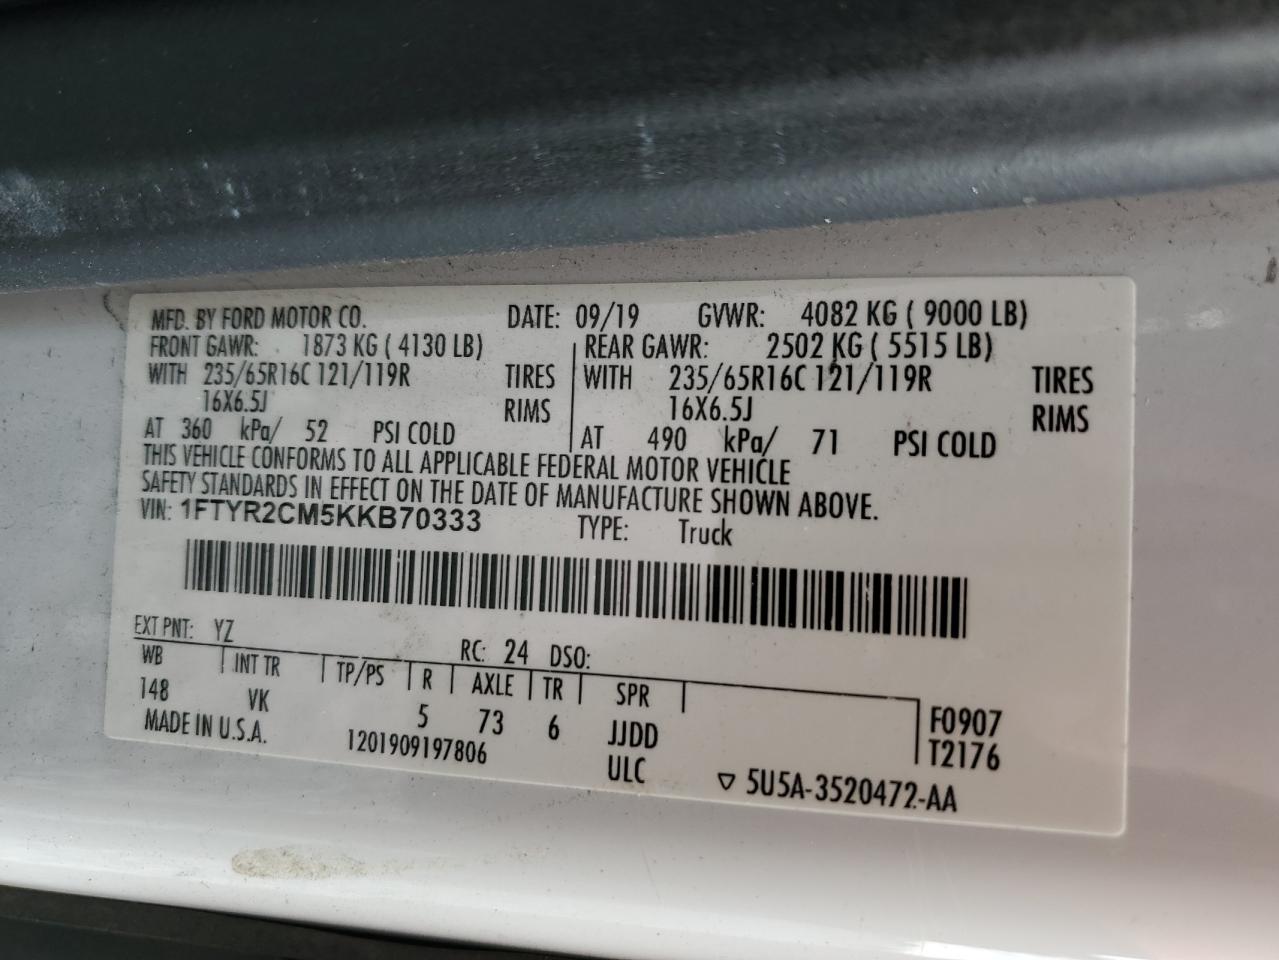 MFD. BY FORD MOTOR CO. DATE: 09/19 GVWR: 4082 KG ( 9000 LB)
FRONT GAWR: 1873 KG ( 4130 LB) REAR GAWR: 2502 KG ( 5515 LB)
WITH 235/65R16C 121/119R TIRES WITH 235/65R16C 121/119R TIRES
16X6.5J RIMS 16X6.5J RIMS
AT 360 kPa/ 52 PSI COLD AT 490 kPa/ 71 PSI COLD
THIS VEHICLE CONFORMS TO ALL APPLICABLE FEDERAL MOTOR VEHICLE
SAFETY STANDARDS IN EFFECT ON THE DATE OF MANUFACTURE SHOWN ABOVE.
VIN: 1FTYR2CM5KKB70333 TYPE: Truck
EXT PNT: YZ RC: 24 DSO:
WB INT TR TP/PS R AXLE TR SPR
148 VK 5 73 6 JJDD F0907
MADE IN U.S.A. 1201909197806 ULC T2176
▽ 5U5A-3520472-AA